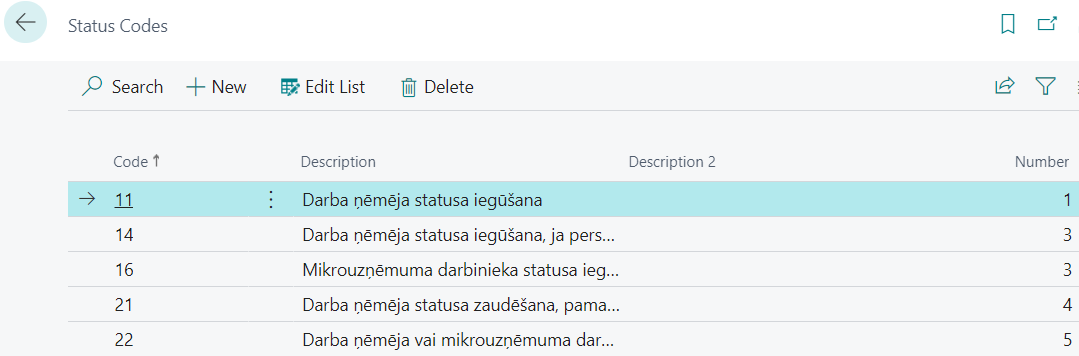 Status Codes
Search New Edit List Delete
Code ↑ Description Description 2 Number
11 Darba ņēmēja statusa iegūšana 1
14 Darba ņēmēja statusa iegūšana, ja pers... 3
16 Mikrouzņēmuma darbinieka statusa ieg... 3
21 Darba ņēmēja statusa zaudēšana, pama... 4
22 Darba ņēmēja vai mikrouzņēmuma dar... 5